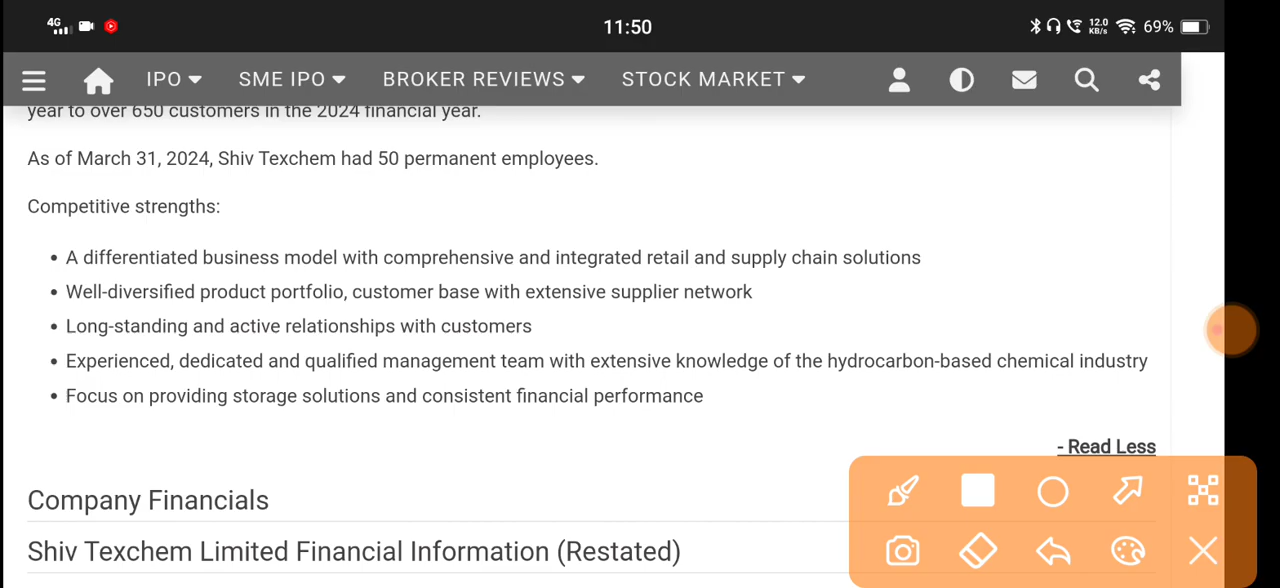 4G 11:50 12.0 KB/s 69%
IPO SME IPO BROKER REVIEWS STOCK MARKET
year to over 650 customers in the 2024 financial year.
As of March 31, 2024, Shiv Texchem had 50 permanent employees.
Competitive strengths:
• A differentiated business model with comprehensive and integrated retail and supply chain solutions
• Well-diversified product portfolio, customer base with extensive supplier network
• Long-standing and active relationships with customers
• Experienced, dedicated and qualified management team with extensive knowledge of the hydrocarbon-based chemical industry
• Focus on providing storage solutions and consistent financial performance
- Read Less
Company Financials
Shiv Texchem Limited Financial Information (Restated)